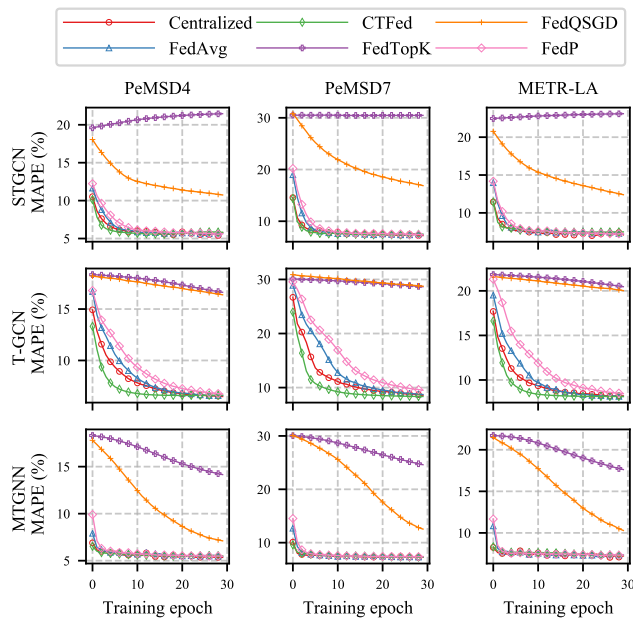 Centralized CTFed FedQSGD
FedAvg FedTopK FedP
PeMSD4 PeMSD7 METR-LA
STGCN
MAPE (%)
20
15
10
5
30
20
10
20
15
10
T-GCN
MAPE (%)
15
10
30
20
10
20
15
10
MTGNN
MAPE (%)
15
10
5
30
20
10
20
15
10
0 10 20 30 0 10 20 30 0 10 20 30
Training epoch Training epoch Training epoch